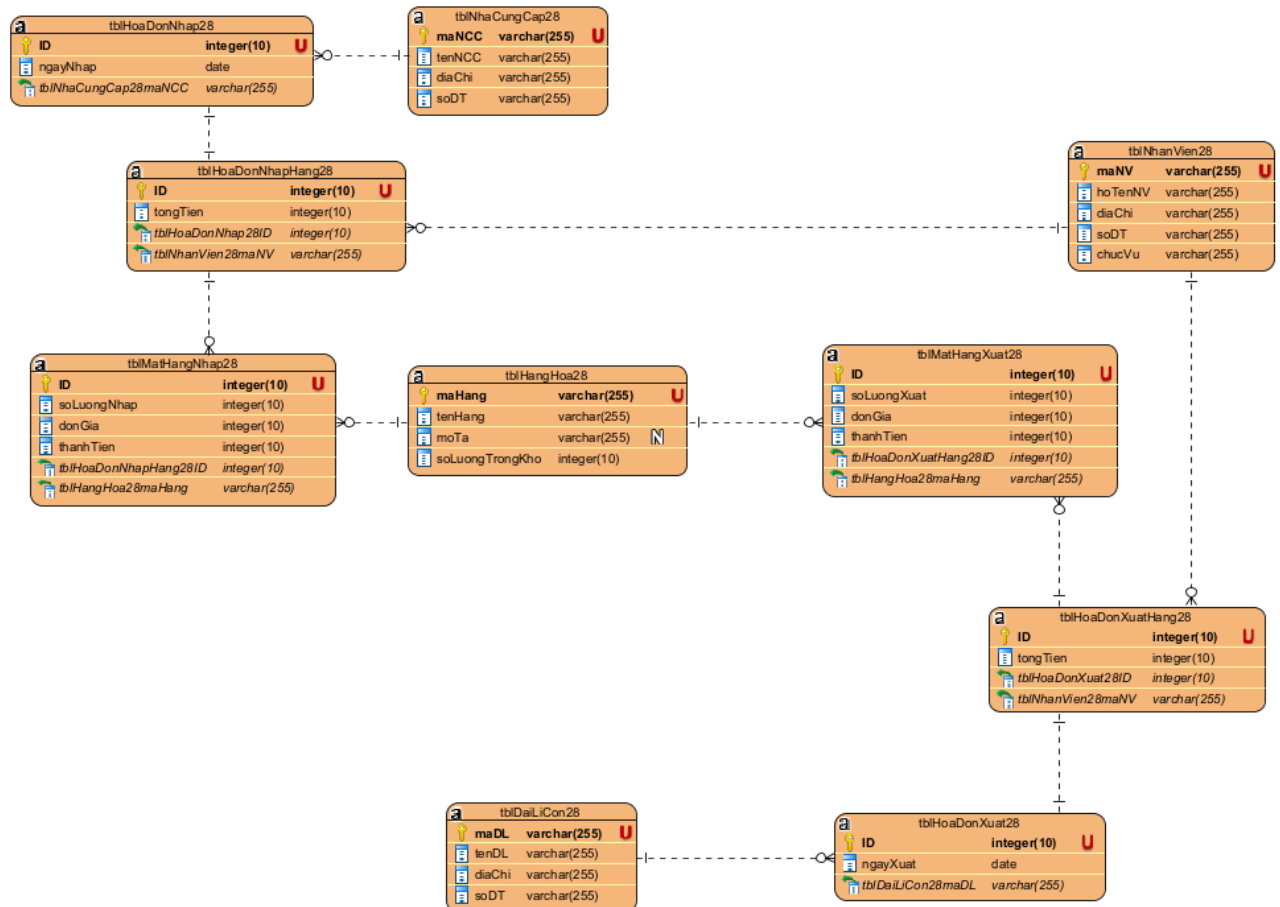 tblHoaDonNhap28
ID integer(10) U
ngayNhap date
tblNhaCungCap28maNCC varchar(255)
tblNhaCungCap28
maNCC varchar(255) U
tenNCC varchar(255)
diaChi varchar(255)
soDT varchar(255)
tblHoaDonNhapHang28
ID integer(10) U
tongTien integer(10)
tblHoaDonNhap28ID integer(10)
tblNhanVien28maNV varchar(255)
tblNhanVien28
maNV varchar(255) U
hoTenNV varchar(255)
diaChi varchar(255)
soDT varchar(255)
chucVu varchar(255)
tblMatHangNhap28
ID integer(10) U
soLuongNhap integer(10)
donGia integer(10)
thanhTien integer(10)
tblHoaDonNhapHang28ID integer(10)
tblHangHoa28maHang varchar(255)
tblHangHoa28
maHang varchar(255) U
tenHang varchar(255)
moTa varchar(255) N
soLuongTrongKho integer(10)
tblMatHangXuat28
ID integer(10) U
soLuongXuat integer(10)
donGia integer(10)
thanhTien integer(10)
tblHoaDonXuatHang28ID integer(10)
tblHangHoa28maHang varchar(255)
tblHoaDonXuatHang28
ID integer(10) U
tongTien integer(10)
tblHoaDonXuat28ID integer(10)
tblNhanVien28maNV varchar(255)
tblDaiLiCon28
maDL varchar(255) U
tenDL varchar(255)
diaChi varchar(255)
soDT varchar(255)
tblHoaDonXuat28
ID integer(10) U
ngayXuat date
tblDaiLiCon28maDL varchar(255)